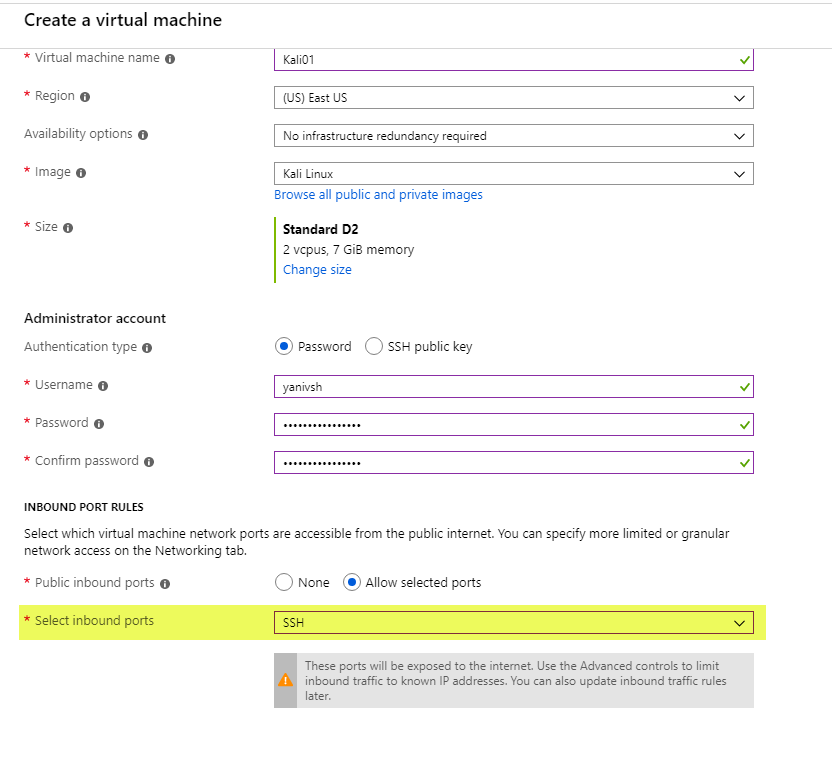 Create a virtual machine
* Virtual machine name
Kali01
* Region
(US) East US
Availability options
No infrastructure redundancy required
* Image
Kali Linux
Browse all public and private images
* Size
Standard D2
2 vcpus, 7 GiB memory
Change size
Administrator account
Authentication type
Password SSH public key
* Username
yanivsh
* Password
••••••••••••••••
* Confirm password
••••••••••••••••
INBOUND PORT RULES
Select which virtual machine network ports are accessible from the public internet. You can specify more limited or granular
network access on the Networking tab.
* Public inbound ports
None Allow selected ports
* Select inbound ports
SSH
These ports will be exposed to the internet. Use the Advanced controls to limit
inbound traffic to known IP addresses. You can also update inbound traffic rules
later.